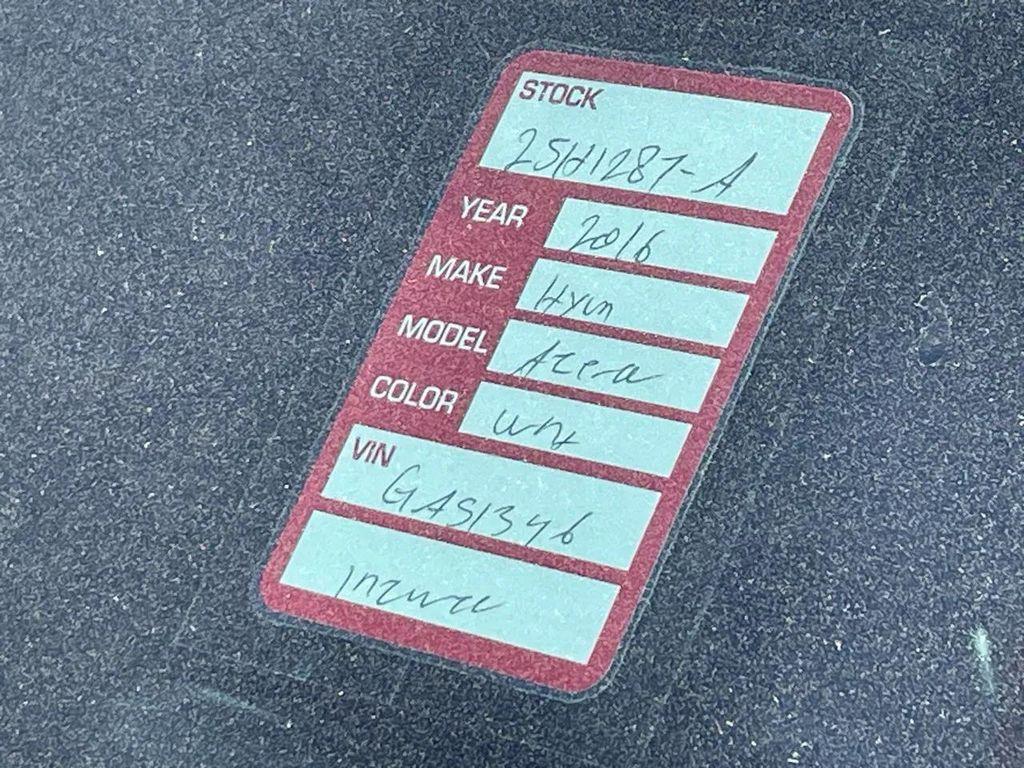 STOCK
25H1287-A
YEAR 2016
MAKE Hyun
MODEL Azera
COLOR Wht
VIN
GA51346